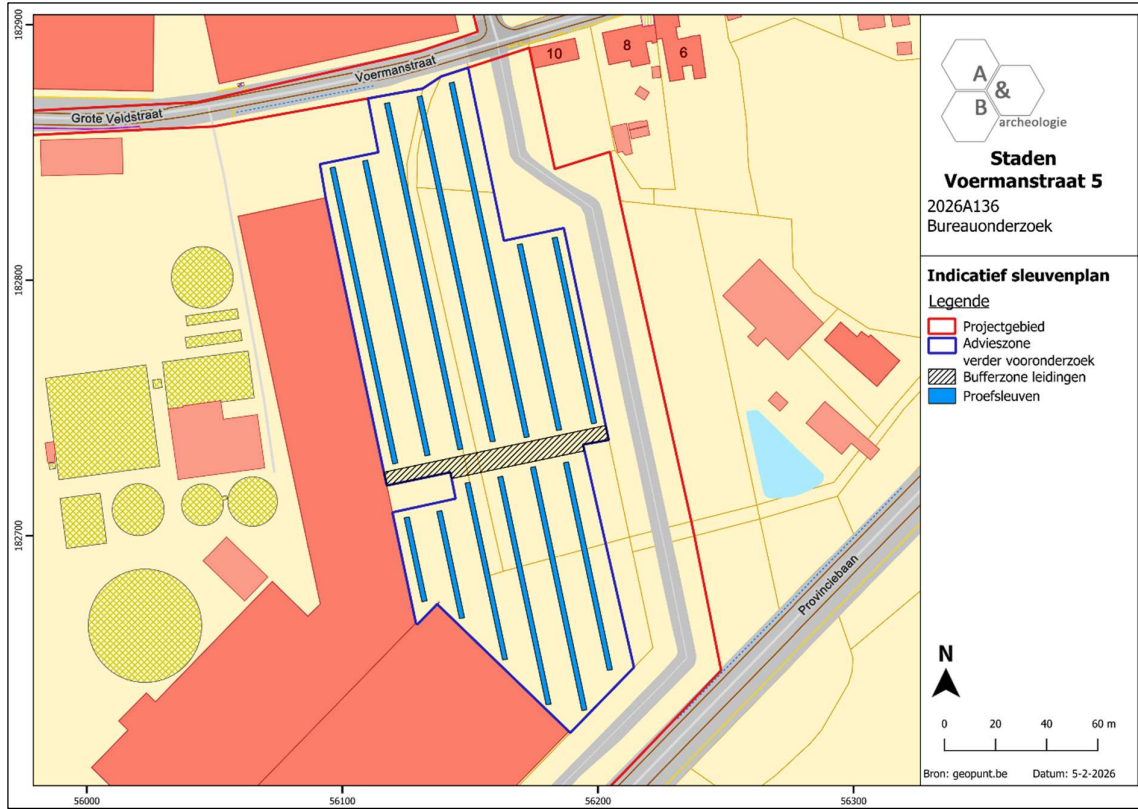 182900
182800
182700
56000
56100
56200
56300
Grote Veldstraat
Voermanstraat
10
8
6
Provinciebaan
A
&
B
archeologie
Staden
Voermanstraat 5
2026A136
Bureauonderzoek
Indicatief sleuvenplan
Legende
Projectgebied
Advieszone
verder vooronderzoek
Bufferzone leidingen
Proefsleuven
N
0 20 40 60 m
Bron: geopunt.be Datum: 5-2-2026